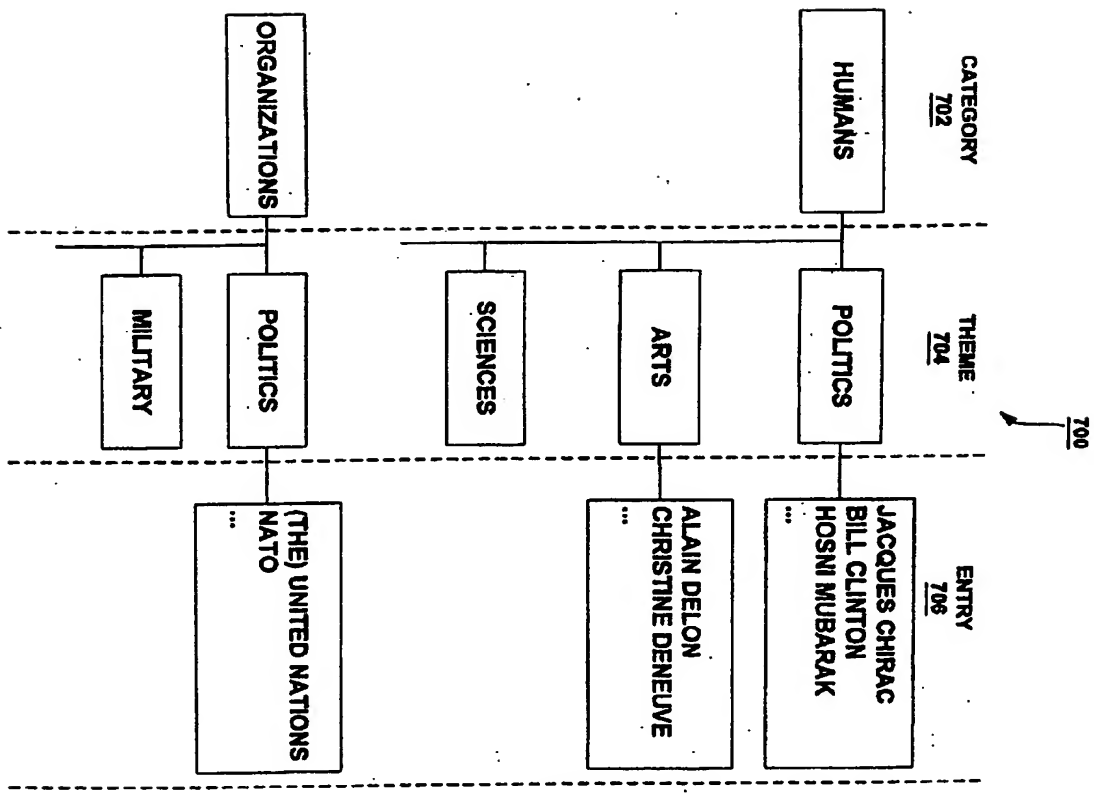 700
CATEGORY
702
THEME
704
ENTRY
706
HUMANS
POLITICS
JACQUES CHIRAC
BILL CLINTON
HOSNI MUBARAK
...
ARTS
ALAIN DELON
CHRISTINE DENEUVE
...
SCIENCES
ORGANIZATIONS
POLITICS
(THE) UNITED NATIONS
NATO
...
MILITARY